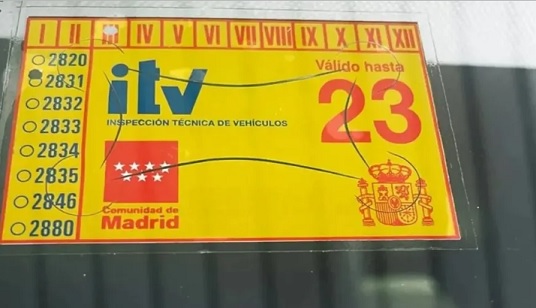 I II III IV V VI VII VIII IX X XI XII
2820
2831
2832
2833
2834
2835
2846
2880
itv
INSPECCIÓN TÉCNICA DE VEHÍCULOS
Válido hasta
23
Comunidad de
Madrid